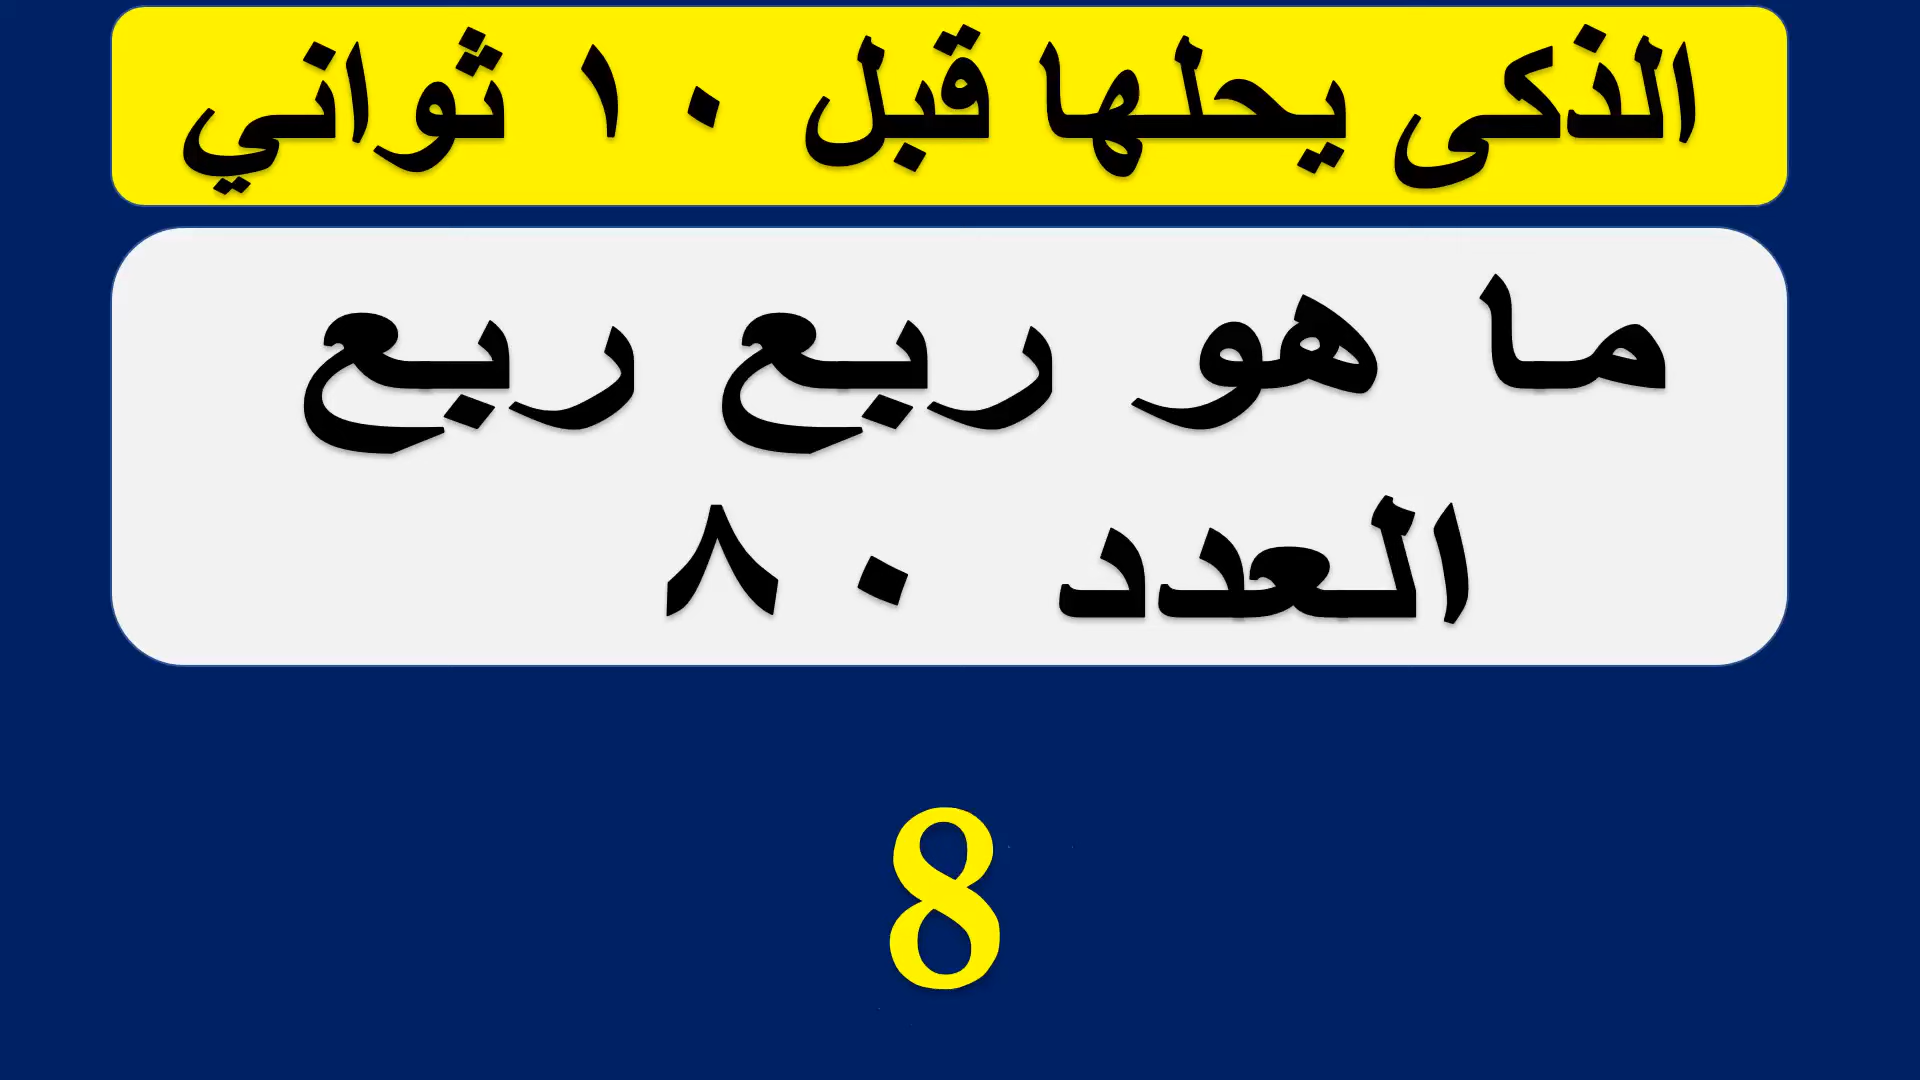 الذكى يحلها قبل ١٠ ثواني
ما هو ربع ربع
العدد ٨٠
8